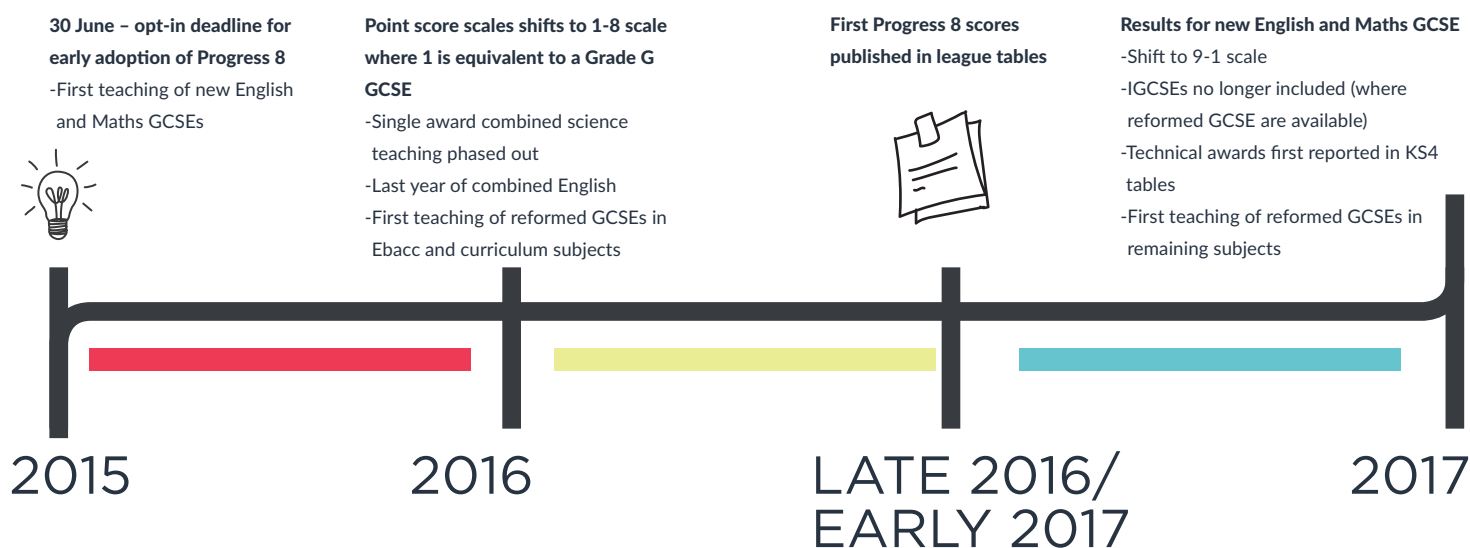 30 June – opt-in deadline for
early adoption of Progress 8
-First teaching of new English
and Maths GCSEs
Point score scales shifts to 1-8 scale
where 1 is equivalent to a Grade G
GCSE
-Single award combined science
teaching phased out
-Last year of combined English
-First teaching of reformed GCSEs in
Ebacc and curriculum subjects
First Progress 8 scores
published in league tables
Results for new English and Maths GCSE
-Shift to 9-1 scale
-IGCSEs no longer included (where
reformed GCSE are available)
-Technical awards first reported in KS4
tables
-First teaching of reformed GCSEs in
remaining subjects
2015
2016
LATE 2016/
EARLY 2017
2017